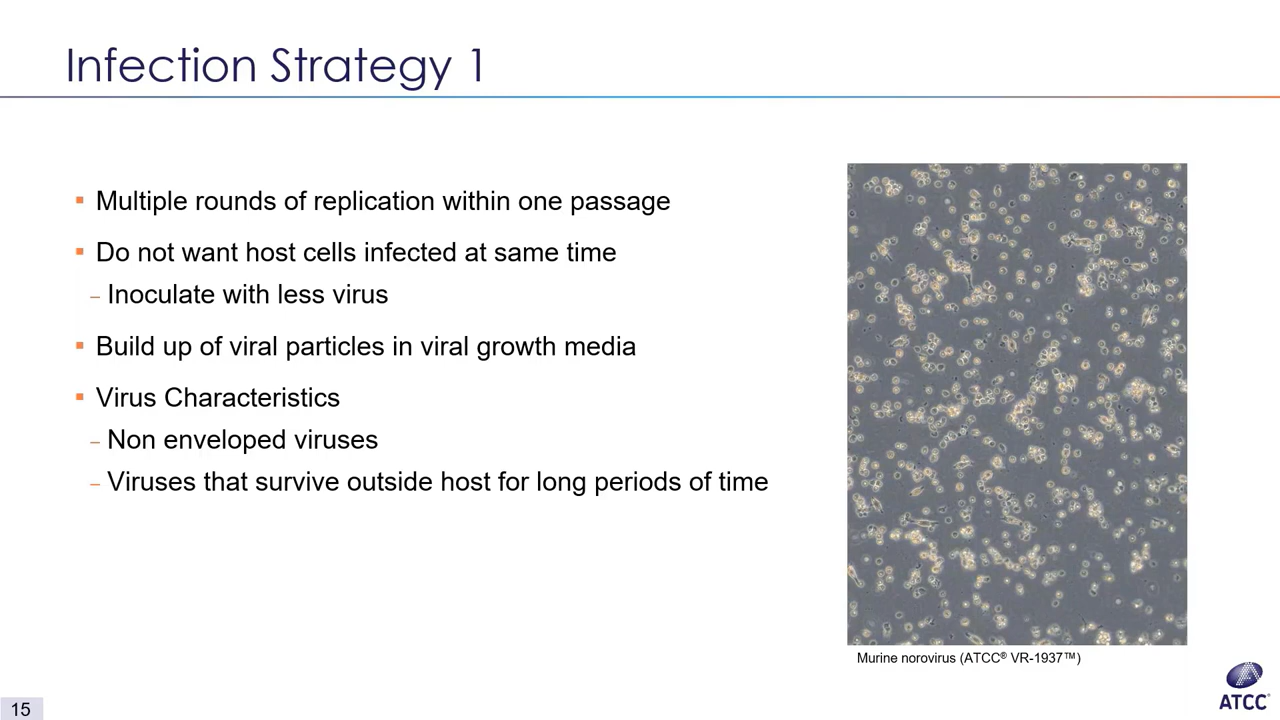 Infection Strategy 1
▪ Multiple rounds of replication within one passage
▪ Do not want host cells infected at same time
– Inoculate with less virus
▪ Build up of viral particles in viral growth media
▪ Virus Characteristics
– Non enveloped viruses
– Viruses that survive outside host for long periods of time
Murine norovirus (ATCC® VR-1937™)
15
ATCC®